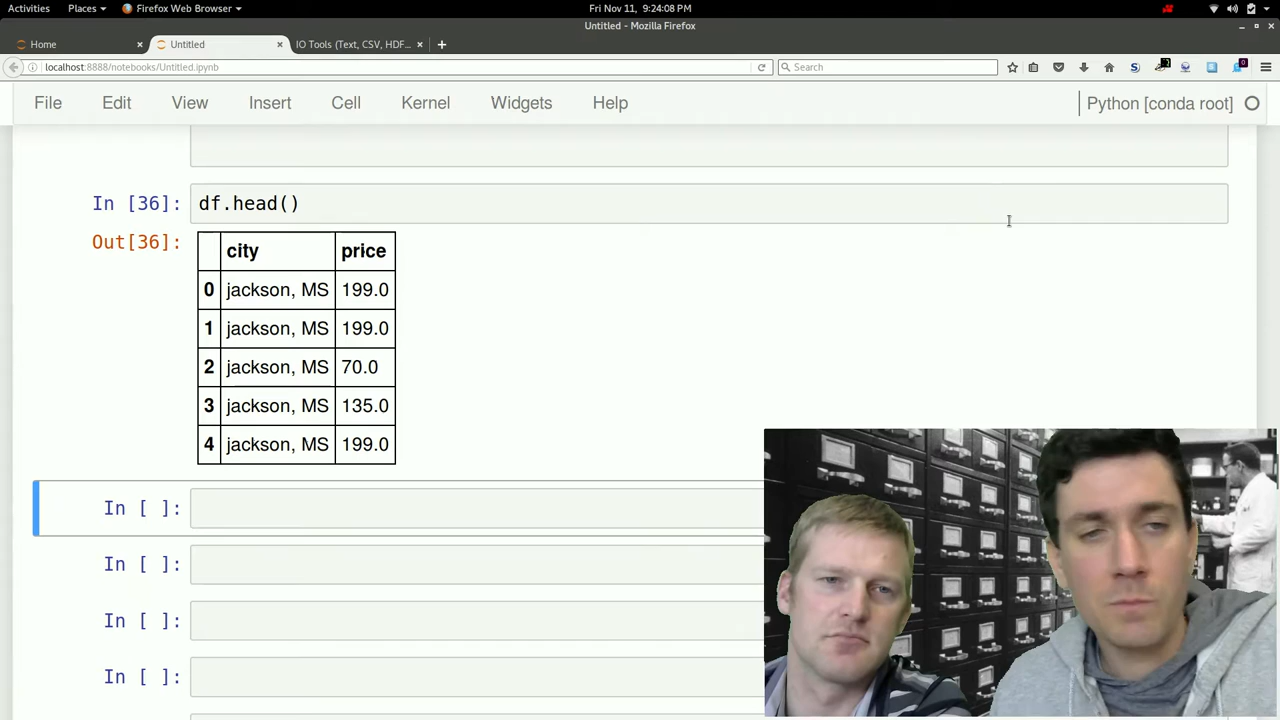 Activities Places Firefox Web Browser Fri Nov 11, 9:24:08 PM
Untitled - Mozilla Firefox
Home Untitled IO Tools (Text, CSV, HDF...
localhost:8888/notebooks/Untitled.ipynb Search
File Edit View Insert Cell Kernel Widgets Help Python [conda root]
In [36]: df.head()
Out[36]:
city price
0 jackson, MS 199.0
1 jackson, MS 199.0
2 jackson, MS 70.0
3 jackson, MS 135.0
4 jackson, MS 199.0
In [ ]:
In [ ]:
In [ ]:
In [ ]: